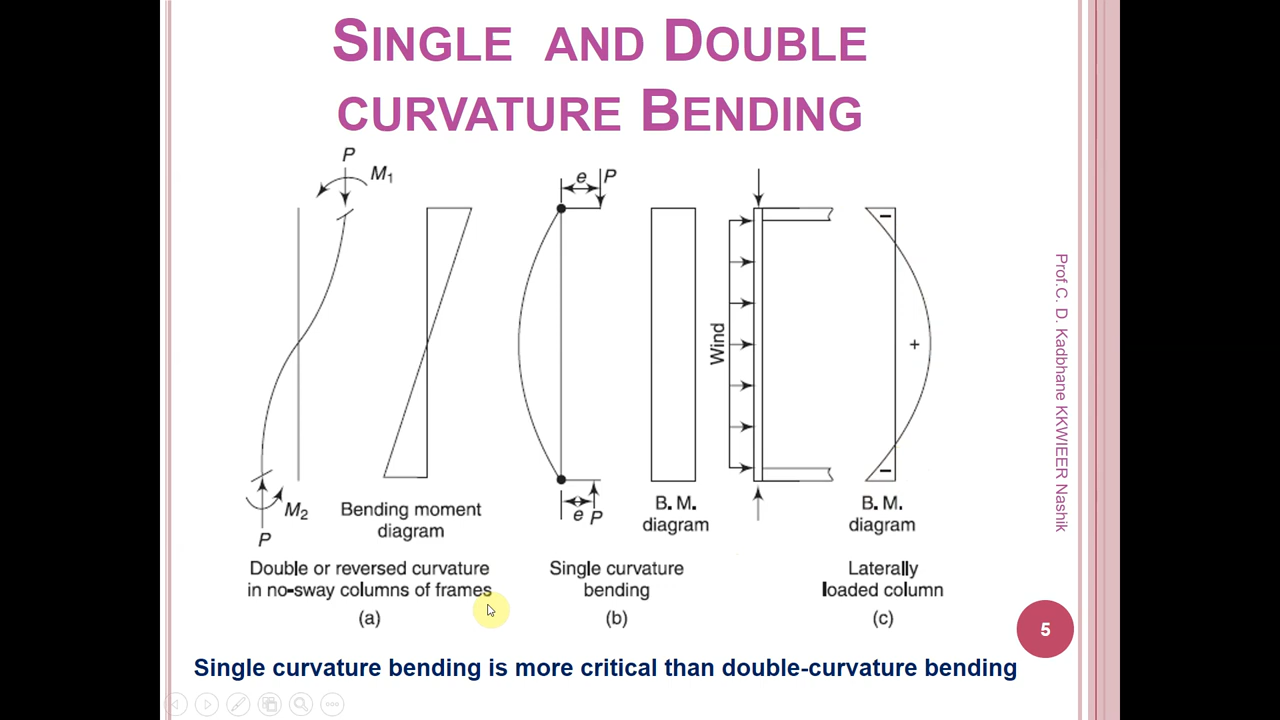 SINGLE AND DOUBLE
CURVATURE BENDING
P
M1
e
P
Wind
M2
P
e P
Bending moment
diagram
B. M.
diagram
B. M.
diagram
−
+
−
Double or reversed curvature
in no-sway columns of frames
(a)
Single curvature
bending
(b)
Laterally
loaded column
(c)
Single curvature bending is more critical than double-curvature bending
Prof.C. D. Kadbhane KKWIEER Nashik
5